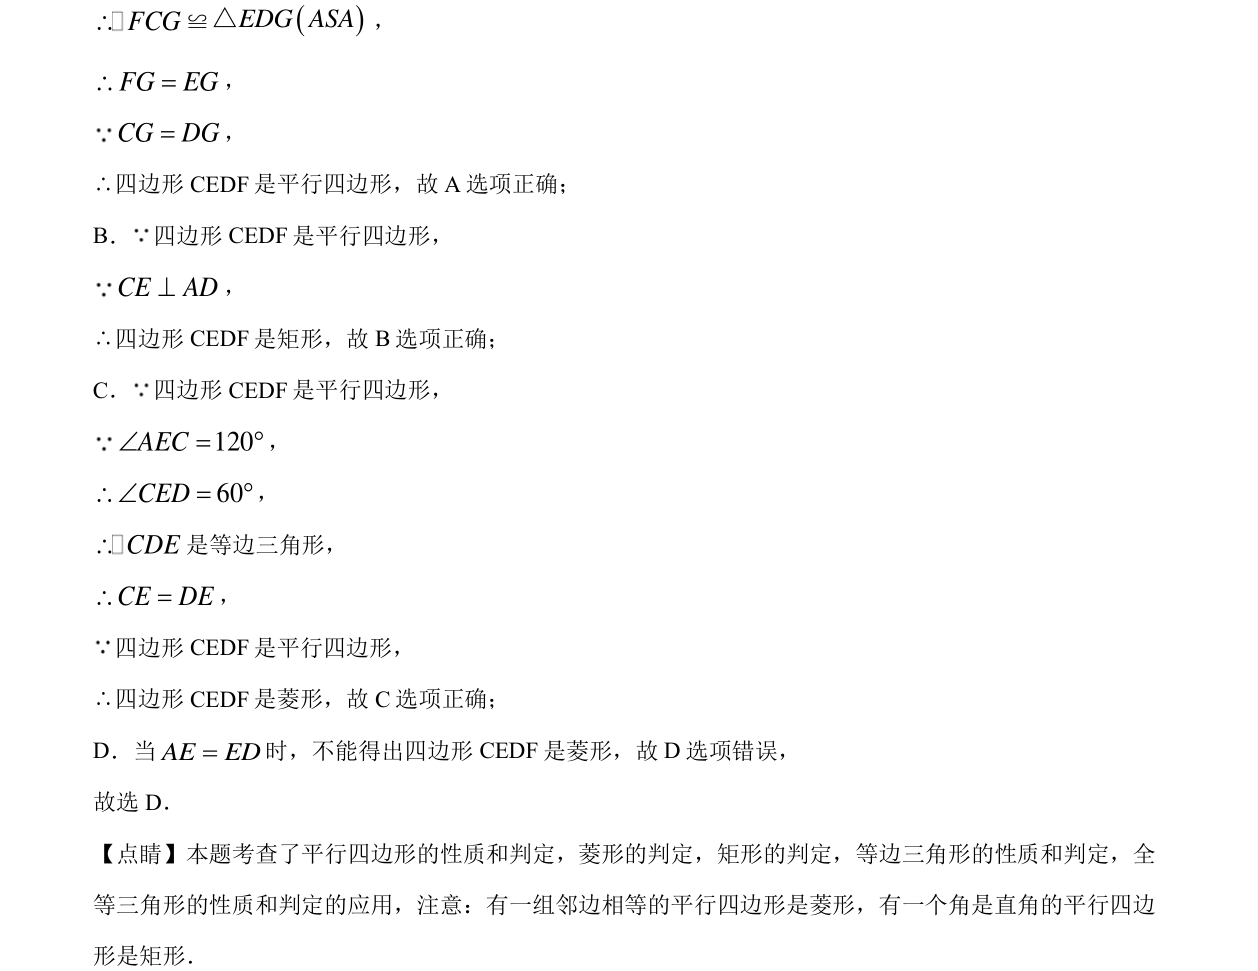 ∴□FCG≌△EDG(ASA)，
∴FG=EG，
∵CG=DG，
∴四边形 CEDF 是平行四边形，故 A 选项正确；
B．∵四边形 CEDF 是平行四边形，
∵CE⊥AD，
∴四边形 CEDF 是矩形，故 B 选项正确；
C．∵四边形 CEDF 是平行四边形，
∵∠AEC=120°，
∴∠CED=60°，
∴□CDE 是等边三角形，
∴CE=DE，
∵四边形 CEDF 是平行四边形，
∴四边形 CEDF 是菱形，故 C 选项正确；
D．当 AE=ED 时，不能得出四边形 CEDF 是菱形，故 D 选项错误，
故选 D．
【点睛】本题考查了平行四边形的性质和判定，菱形的判定，矩形的判定，等边三角形的性质和判定，全
等三角形的性质和判定的应用，注意：有一组邻边相等的平行四边形是菱形，有一个角是直角的平行四边
形是矩形．